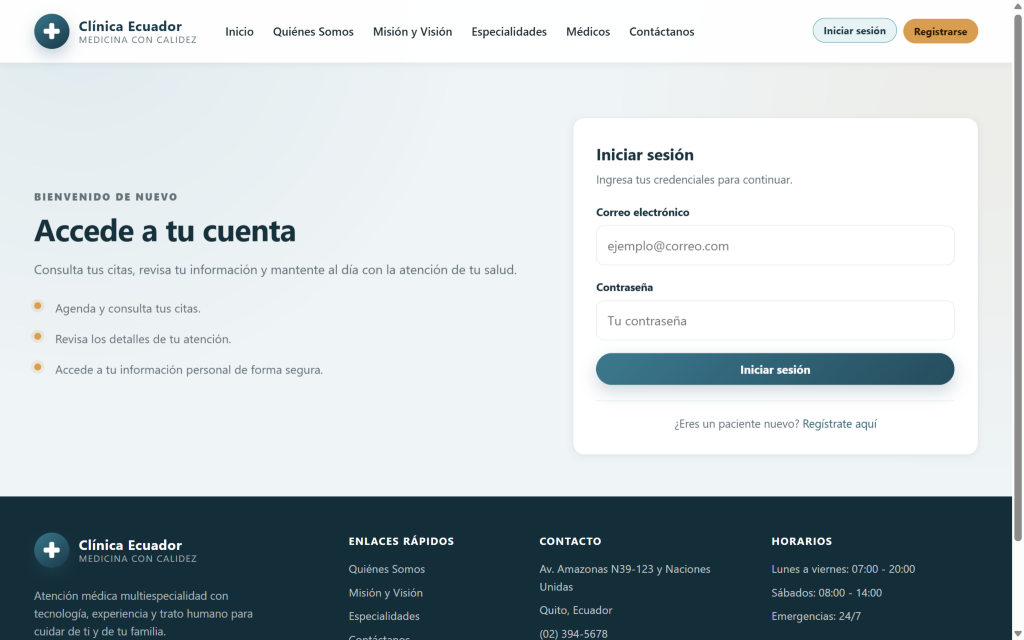 Clínica Ecuador
MEDICINA CON CALIDEZ
Inicio
Quiénes Somos
Misión y Visión
Especialidades
Médicos
Contáctanos
Iniciar sesión
Registrarse
BIENVENIDO DE NUEVO
Accede a tu cuenta
Consulta tus citas, revisa tu información y mantente al día con la atención de tu salud.
Agenda y consulta tus citas.
Revisa los detalles de tu atención.
Accede a tu información personal de forma segura.
Iniciar sesión
Ingresa tus credenciales para continuar.
Correo electrónico
ejemplo@correo.com
Contraseña
Tu contraseña
Iniciar sesión
¿Eres un paciente nuevo? Regístrate aquí
Clínica Ecuador
MEDICINA CON CALIDEZ
Atención médica multiespecialidad con
tecnología, experiencia y trato humano para
cuidar de ti y de tu familia.
ENLACES RÁPIDOS
Quiénes Somos
Misión y Visión
Especialidades
Contáctanos
CONTACTO
Av. Amazonas N39-123 y Naciones
Unidas
Quito, Ecuador
(02) 394-5678
HORARIOS
Lunes a viernes: 07:00 - 20:00
Sábados: 08:00 - 14:00
Emergencias: 24/7